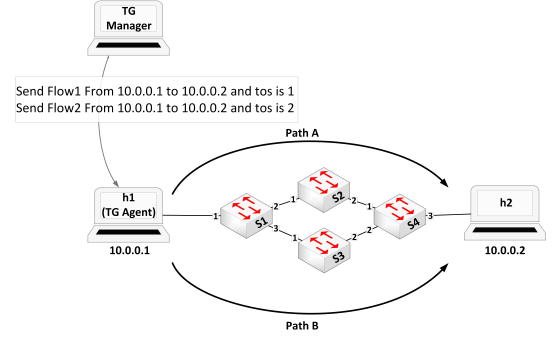 TG
Manager
Send Flow1 From 10.0.0.1 to 10.0.0.2 and tos is 1
Send Flow2 From 10.0.0.1 to 10.0.0.2 and tos is 2
Path A
h1
(TG Agent)
10.0.0.1
1
S1
2
3
1
S2
2
1
S3
2
1
S4
2
3
h2
10.0.0.2
Path B